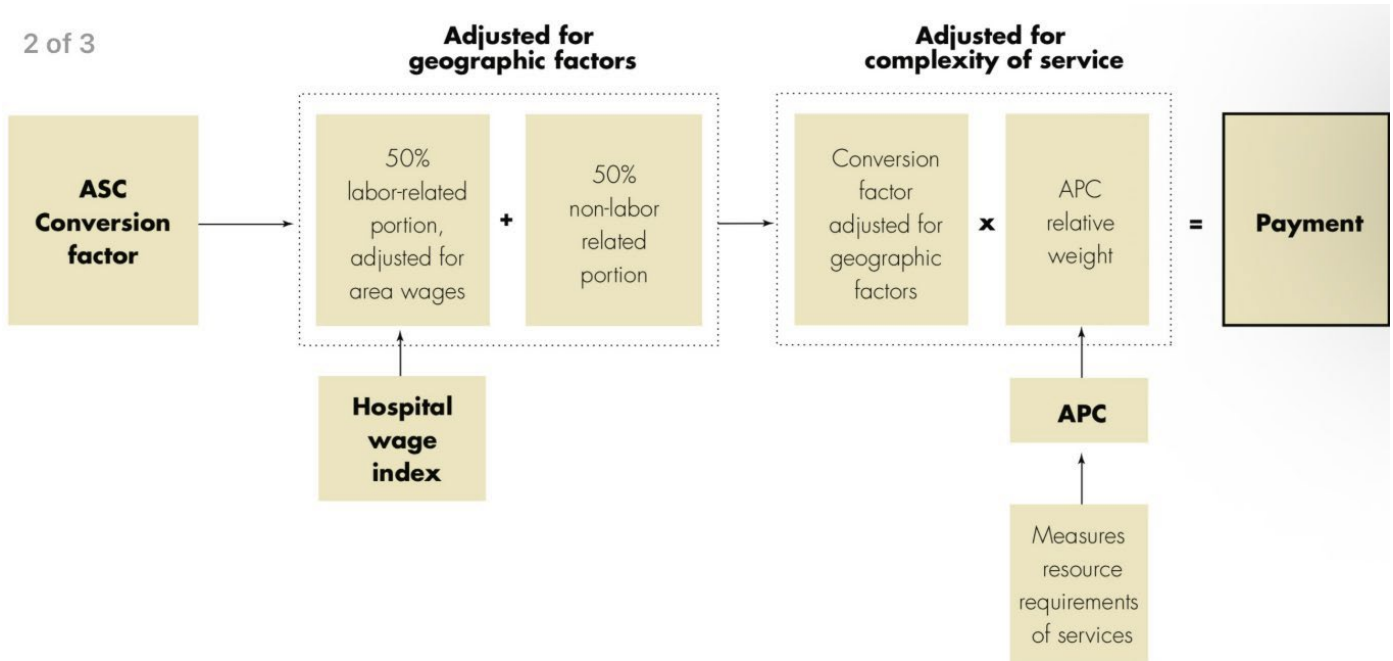 2 of 3
Adjusted for
geographic factors
Adjusted for
complexity of service
ASC
Conversion
factor
50%
labor-related
portion,
adjusted for
area wages
+
50%
non-labor
related
portion
Conversion
factor
adjusted for
geographic
factors
x
APC
relative
weight
=
Payment
Hospital
wage
index
APC
Measures
resource
requirements
of services